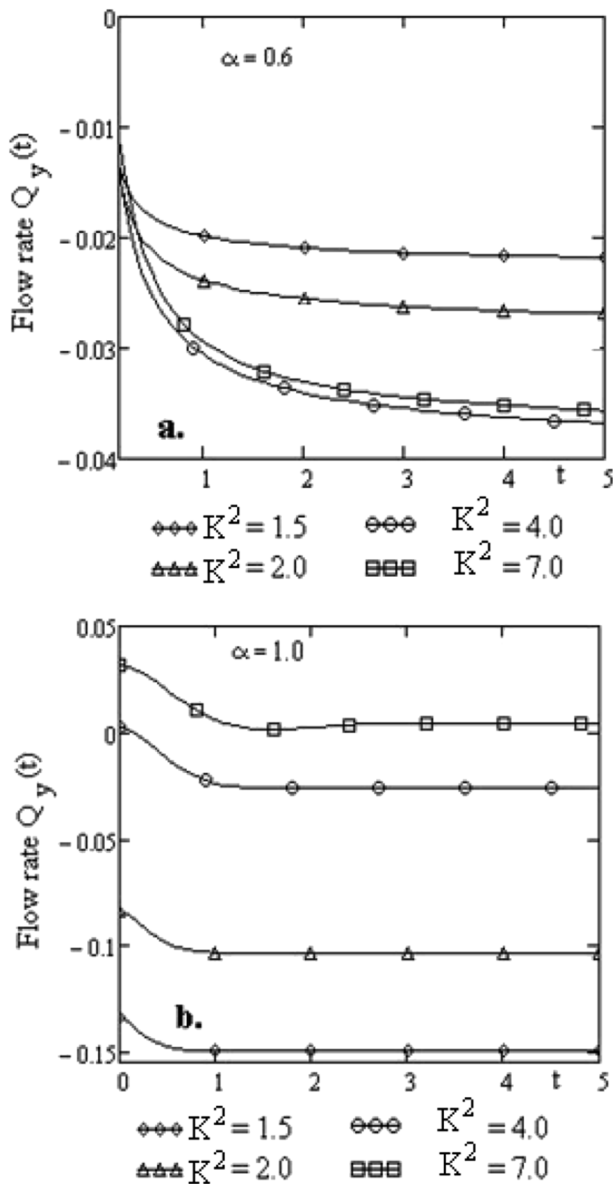 0
α = 0.6
− 0.01
− 0.02
− 0.03
− 0.04
Flow rate Q y (t)
a.
1 2 3 4 t 5
K² = 1.5 K² = 4.0
K² = 2.0 K² = 7.0
0.05
α = 1.0
0
− 0.05
− 0.1
− 0.15
Flow rate Q y (t)
b.
0 1 2 3 4 t 5
K² = 1.5 K² = 4.0
K² = 2.0 K² = 7.0